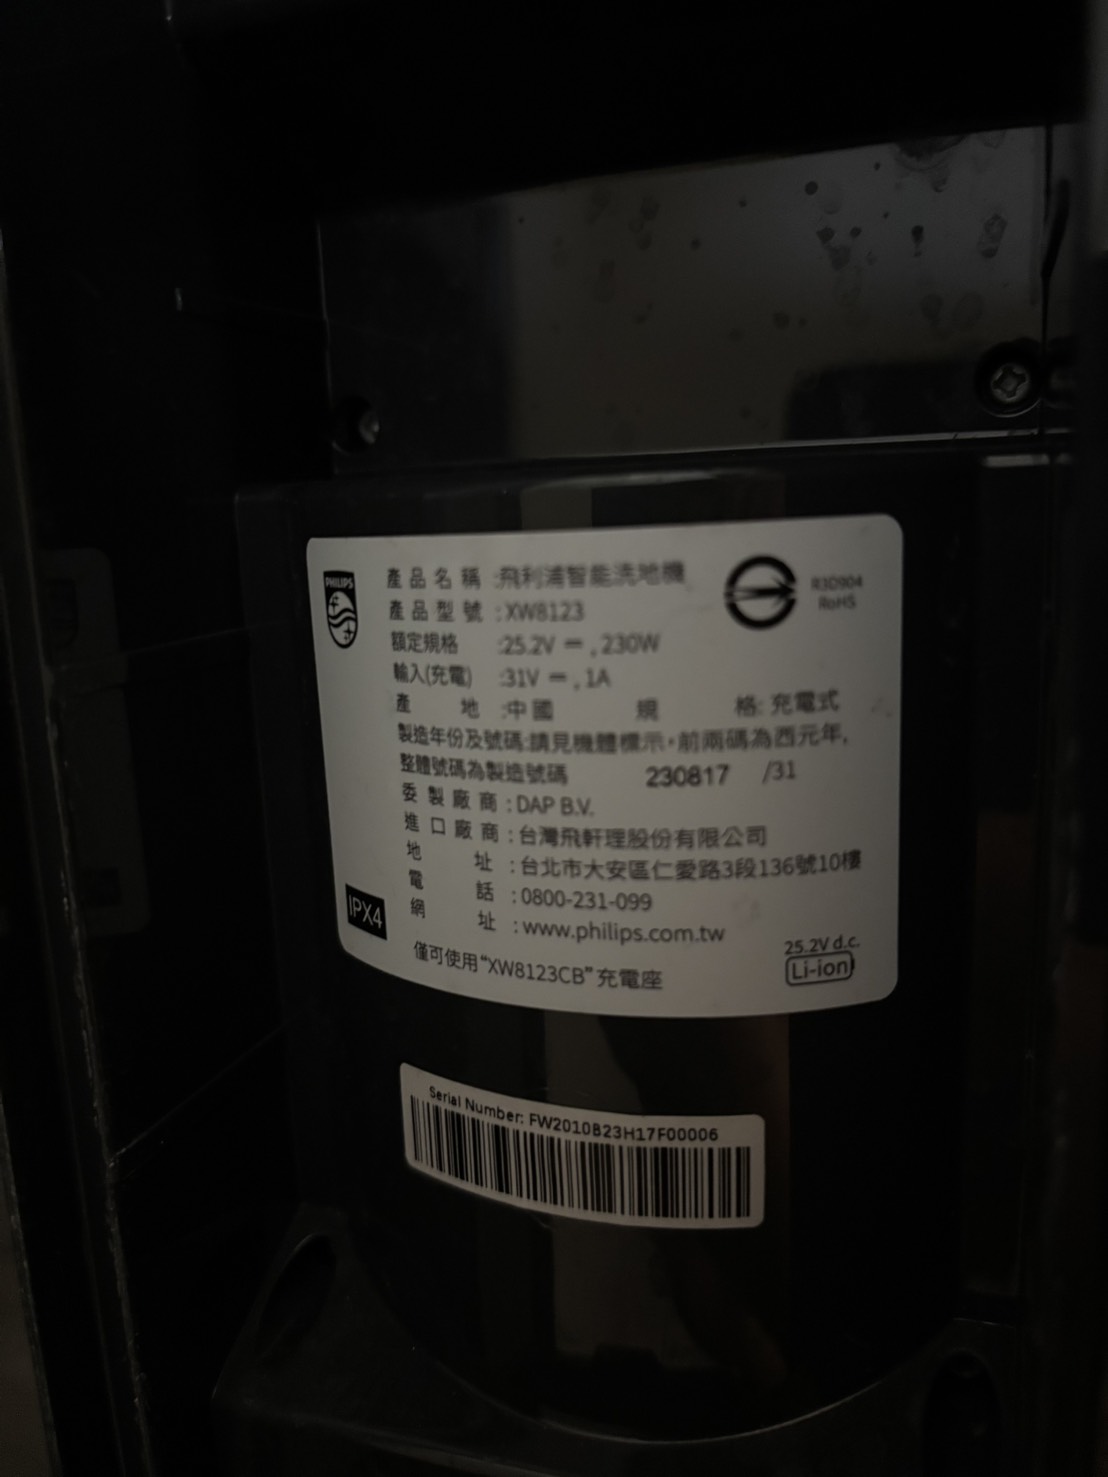 PHILIPS
產品名稱:飛利浦智能洗地機
R3D904
RoHS
產品型號:XW8123
額定規格:25.2V ⎓, 230W
輸入(充電):31V ⎓, 1A
產地:中國 規格:充電式
製造年份及號碼:請見機體標示,前兩碼為西元年,
整體號碼為製造號碼 230817 /31
委製廠商:DAP B.V.
進口廠商:台灣飛軒理股份有限公司
地址:台北市大安區仁愛路3段136號10樓
電話:0800-231-099
網址:www.philips.com.tw
IPX4
僅可使用“XW8123CB”充電座
25.2V d.c.
Li-ion
Serial Number: FW2010B23H17F00006